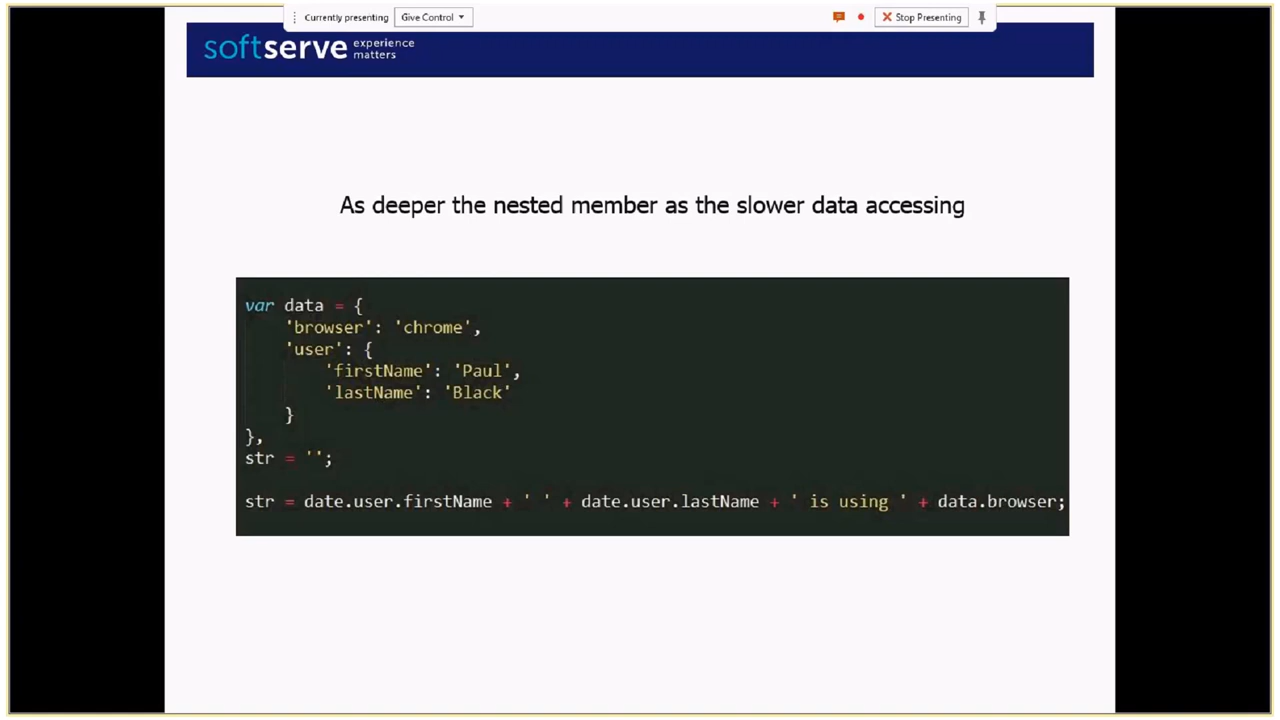 Currently presenting Give Control Stop Presenting
softserve experience matters
As deeper the nested member as the slower data accessing
var data = {
'browser': 'chrome',
'user': {
'firstName': 'Paul',
'lastName': 'Black'
}
},
str = '';
str = date.user.firstName + ' ' + date.user.lastName + ' is using ' + data.browser;